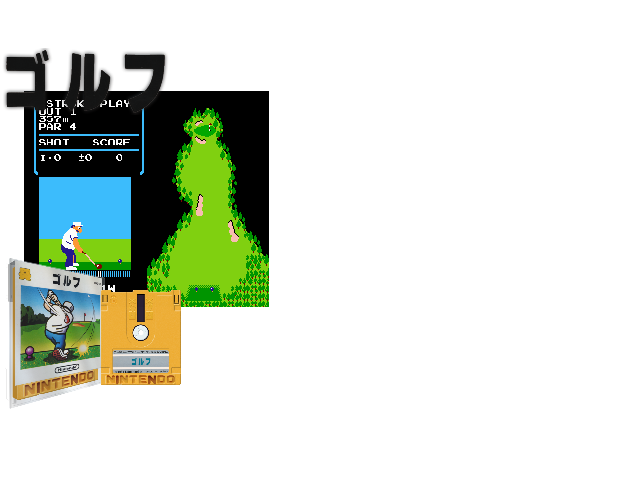 ゴルフ
STROKE PLAY
OUT 1
357m
PAR 4
SHOT SCORE
1·0 ±0 0
ゴルフ
NINTENDO
ゴルフ
NINTENDO